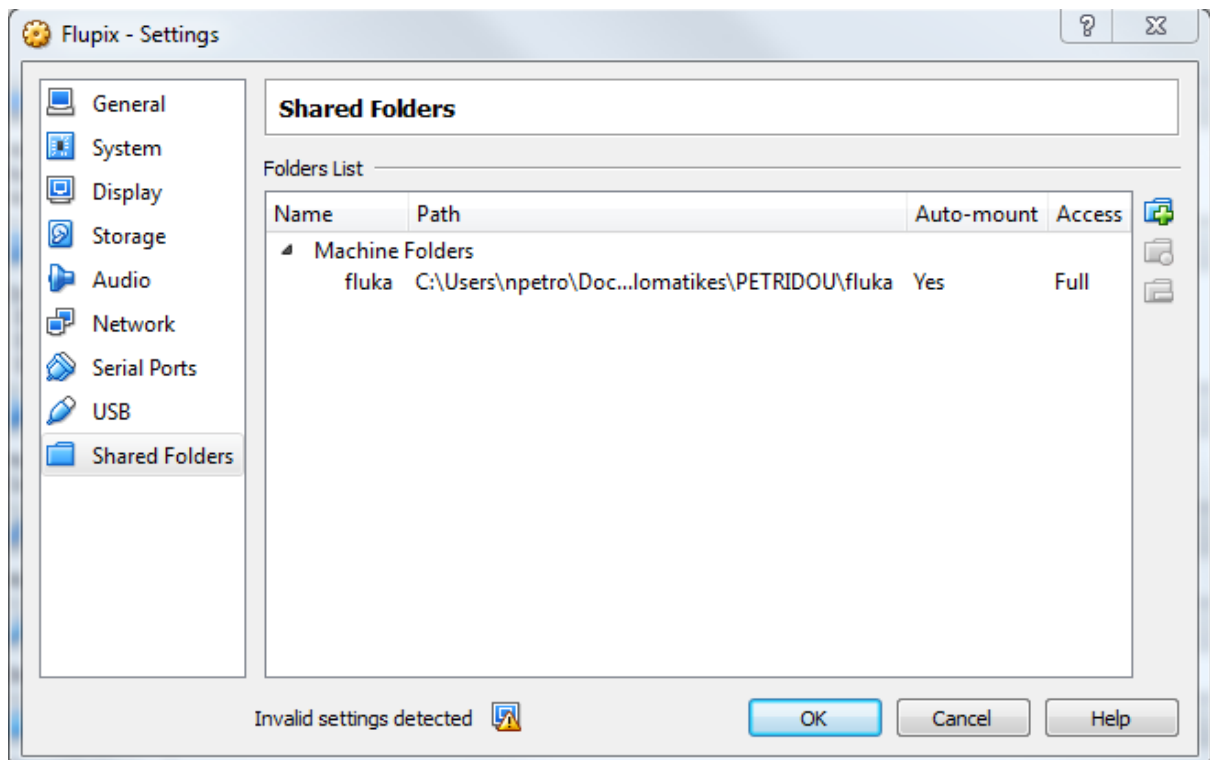 Flupix - Settings
General
System
Display
Storage
Audio
Network
Serial Ports
USB
Shared Folders
Shared Folders
Folders List
Name Path Auto-mount Access
Machine Folders
fluka C:\Users\npetro\Doc...lomatikes\PETRIDOU\fluka Yes Full
Invalid settings detected OK Cancel Help